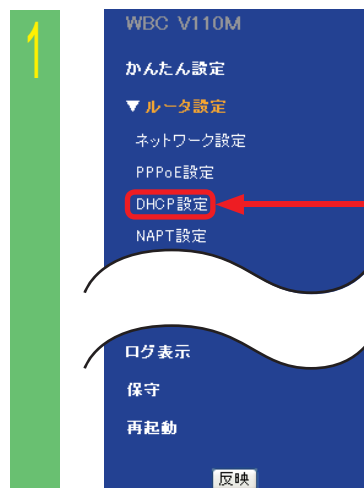 1
WBC V110M
かんたん設定
▼ルータ設定
ネットワーク設定
PPPoE設定
DHCP設定
NAPT設定
ログ表示
保守
再起動
反映